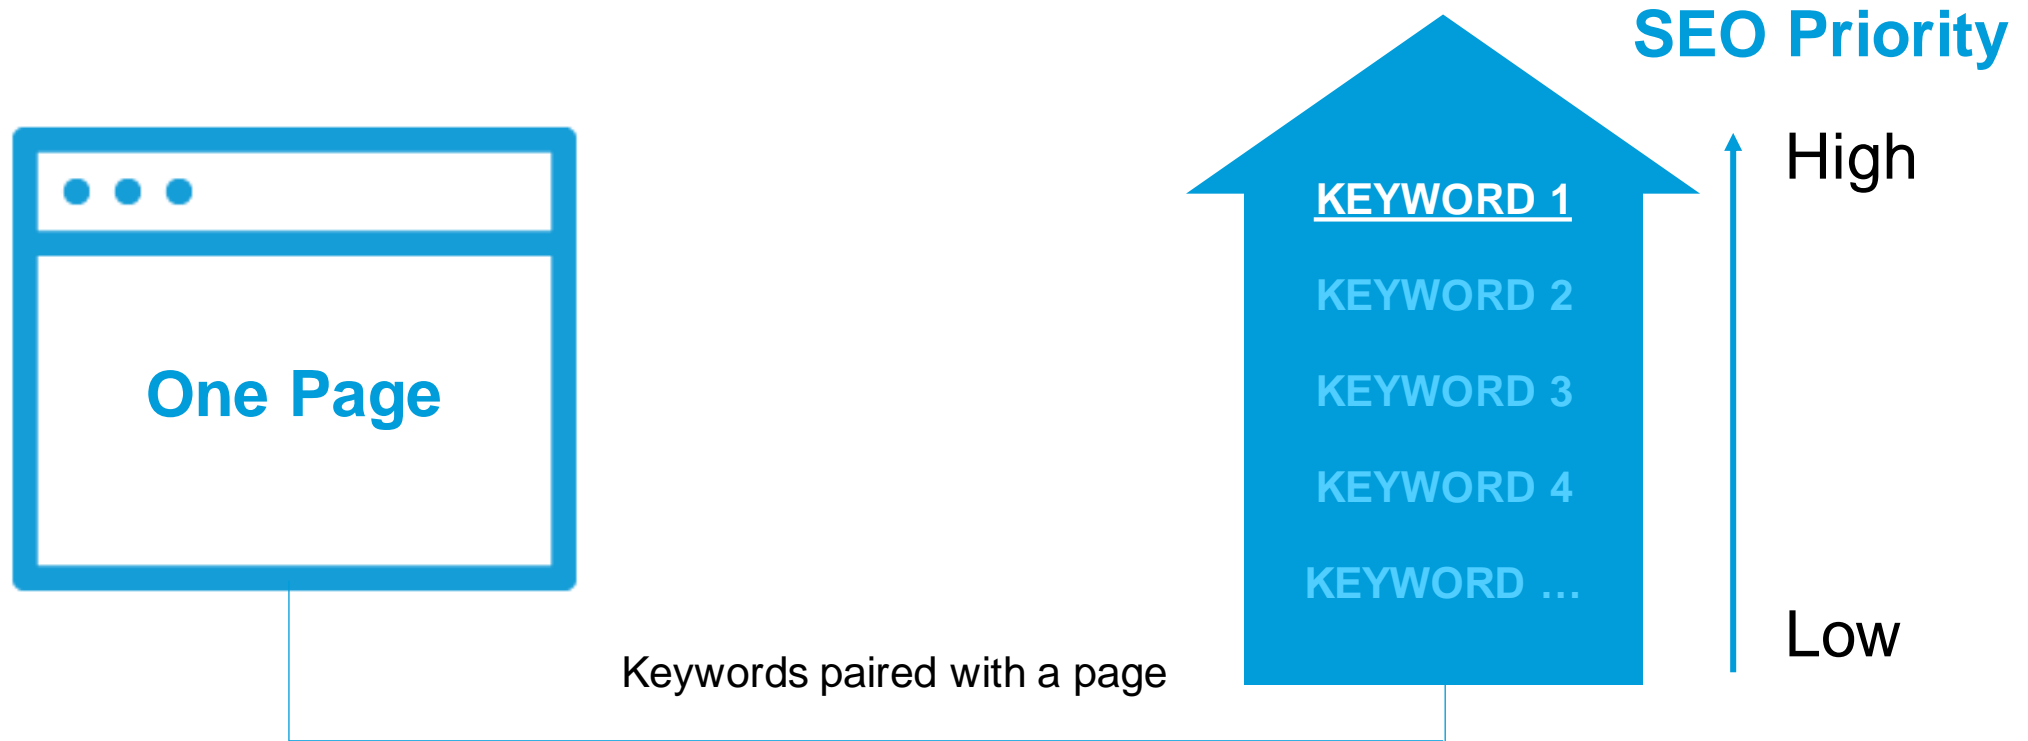 SEO Priority
High
KEYWORD 1
KEYWORD 2
One Page
KEYWORD 3
KEYWORD 4
KEYWORD ...
Low
Keywords paired with a page